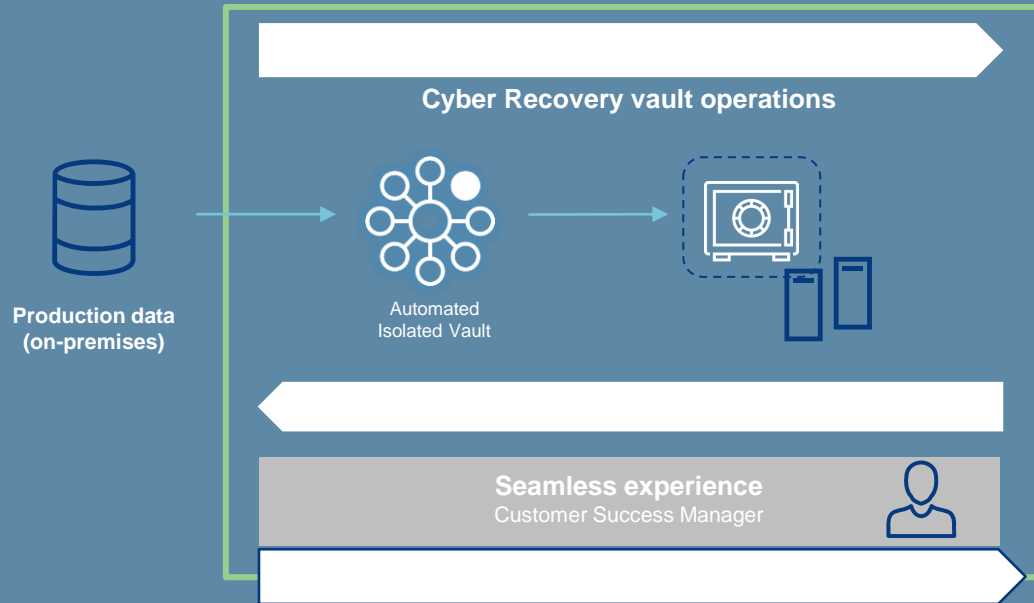 Cyber Recovery vault operations
Production data
(on-premises)
Automated
Isolated Vault
Seamless experience
Customer Success Manager